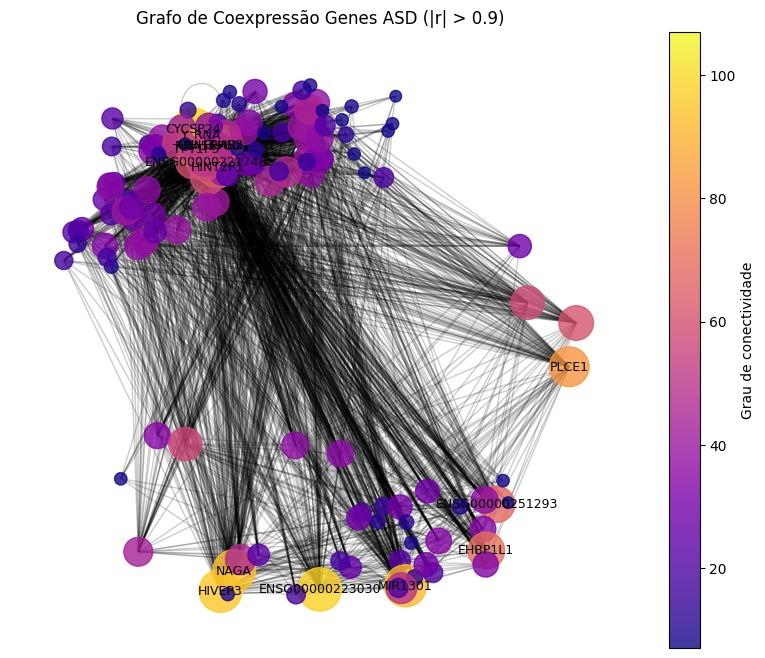 Grafo de Coexpressão Genes ASD (|r| > 0.9)
100
80
60
40
20
Grau de conectividade
CYCSP24
Y_RNA
HINT2P1
PLCE1
ENSG00000251293
EHBP1L1
NAGA
HIVEP3
ENSG00000223030
MIR1301